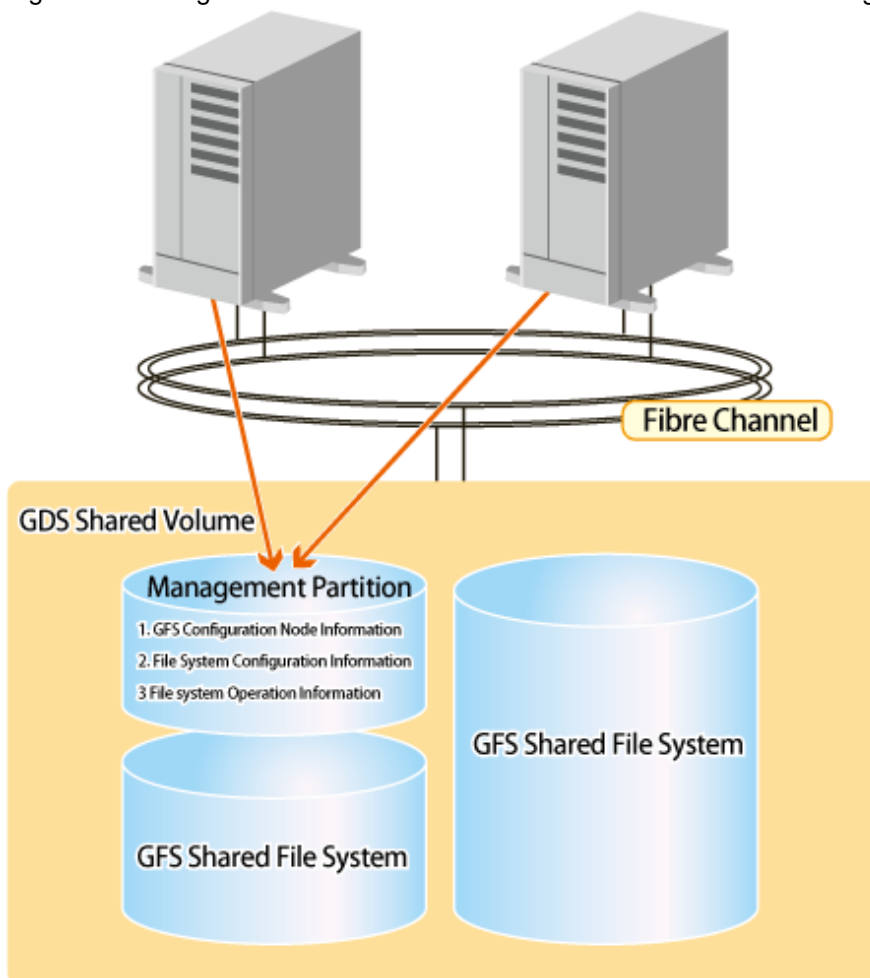 Fibre Channel
GDS Shared Volume
Management Partition
1. GFS Configuration Node Information
2. File System Configuration Information
3 File system Operation Information
GFS Shared File System
GFS Shared File System